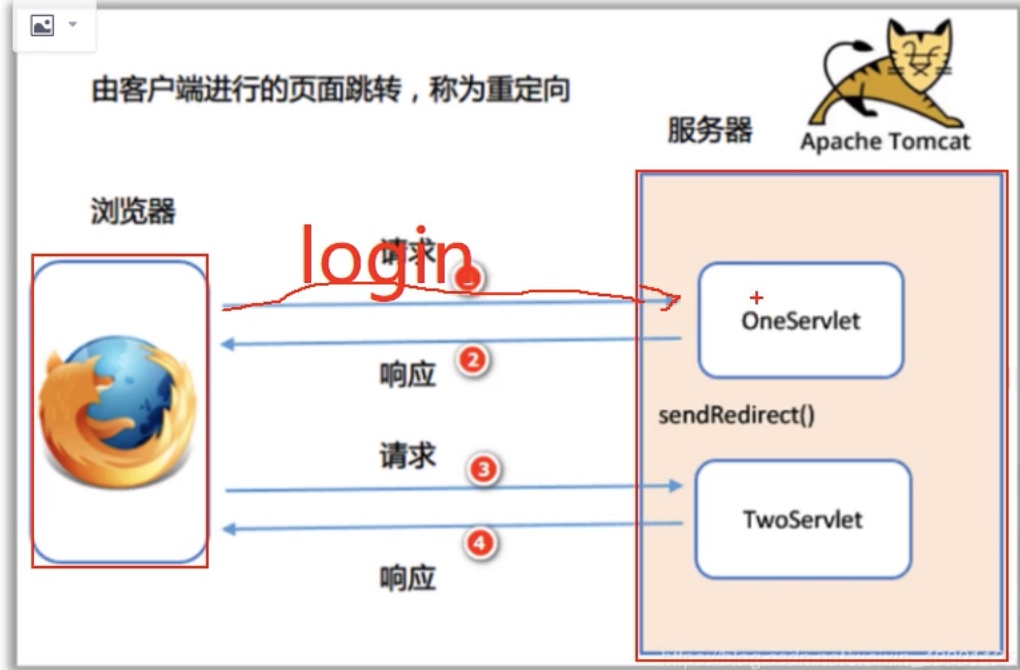 由客户端进行的页面跳转，称为重定向
服务器
Apache Tomcat
浏览器
请求
login
1
OneServlet
2
响应
sendRedirect()
请求
3
TwoServlet
4
响应